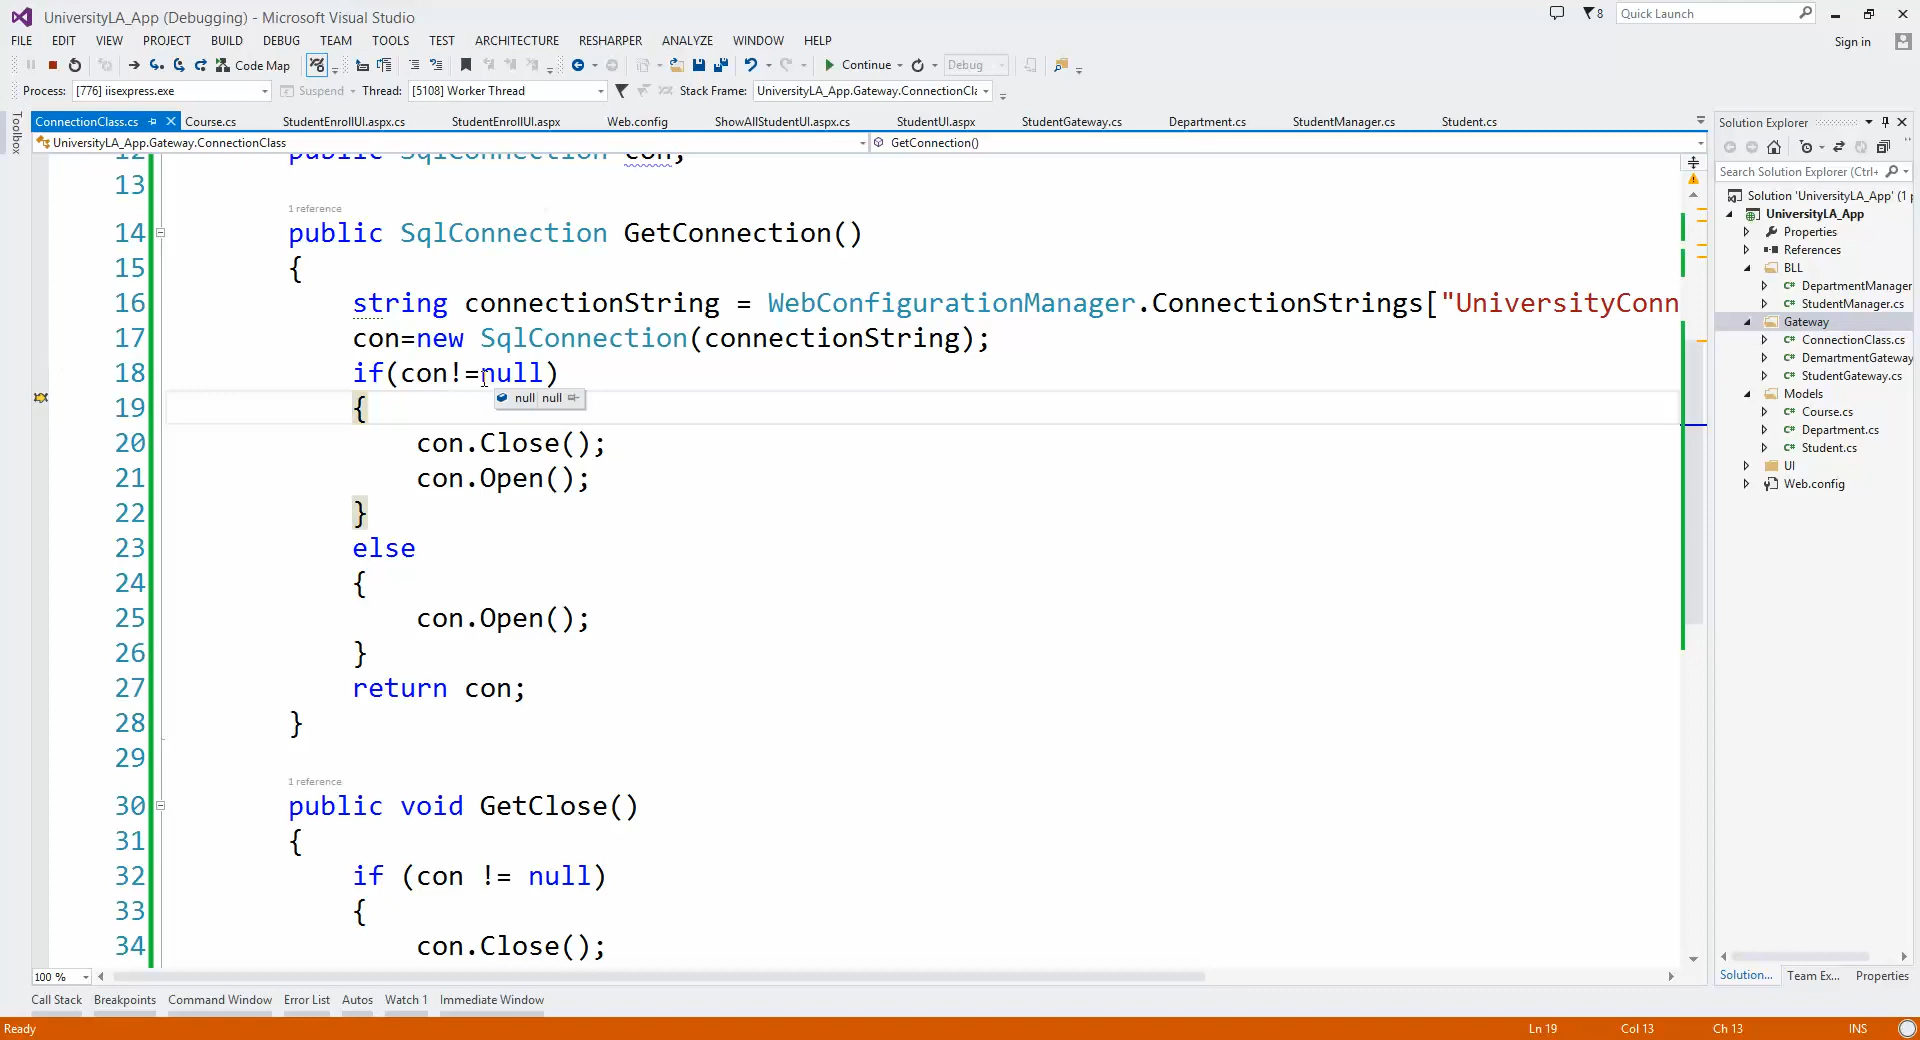 UniversityLA_App (Debugging) - Microsoft Visual Studio
8
Quick Launch
FILE EDIT VIEW PROJECT BUILD DEBUG TEAM TOOLS TEST ARCHITECTURE RESHARPER ANALYZE WINDOW HELP
Sign in
Code Map
Continue
Debug
Process: [776] iisexpress.exe Suspend Thread: [5108] Worker Thread Stack Frame: UniversityLA_App.Gateway.ConnectionCla
Toolbox
ConnectionClass.cs Course.cs StudentEnrollUI.aspx.cs StudentEnrollUI.aspx Web.config ShowAllStudentUI.aspx.cs StudentUI.aspx StudentGateway.cs Department.cs StudentManager.cs Student.cs
UniversityLA_App.Gateway.ConnectionClass GetConnection()
12 public SqlConnection con;
13
1 reference
14 public SqlConnection GetConnection()
15 {
16 string connectionString = WebConfigurationManager.ConnectionStrings["UniversityConn
17 con=new SqlConnection(connectionString);
18 if(con!=null)
null null
19 {
20 con.Close();
21 con.Open();
22 }
23 else
24 {
25 con.Open();
26 }
27 return con;
28 }
29
1 reference
30 public void GetClose()
31 {
32 if (con != null)
33 {
34 con.Close();
100 %
Solution Explorer
Search Solution Explorer (Ctrl+
Solution 'UniversityLA_App' (1 p
UniversityLA_App
Properties
References
BLL
C# DepartmentManager
C# StudentManager.cs
Gateway
C# ConnectionClass.cs
C# DemartmentGateway
C# StudentGateway.cs
Models
C# Course.cs
C# Department.cs
C# Student.cs
UI
Web.config
Solution... Team Ex... Properties
Call Stack Breakpoints Command Window Error List Autos Watch 1 Immediate Window
Ready Ln 19 Col 13 Ch 13 INS